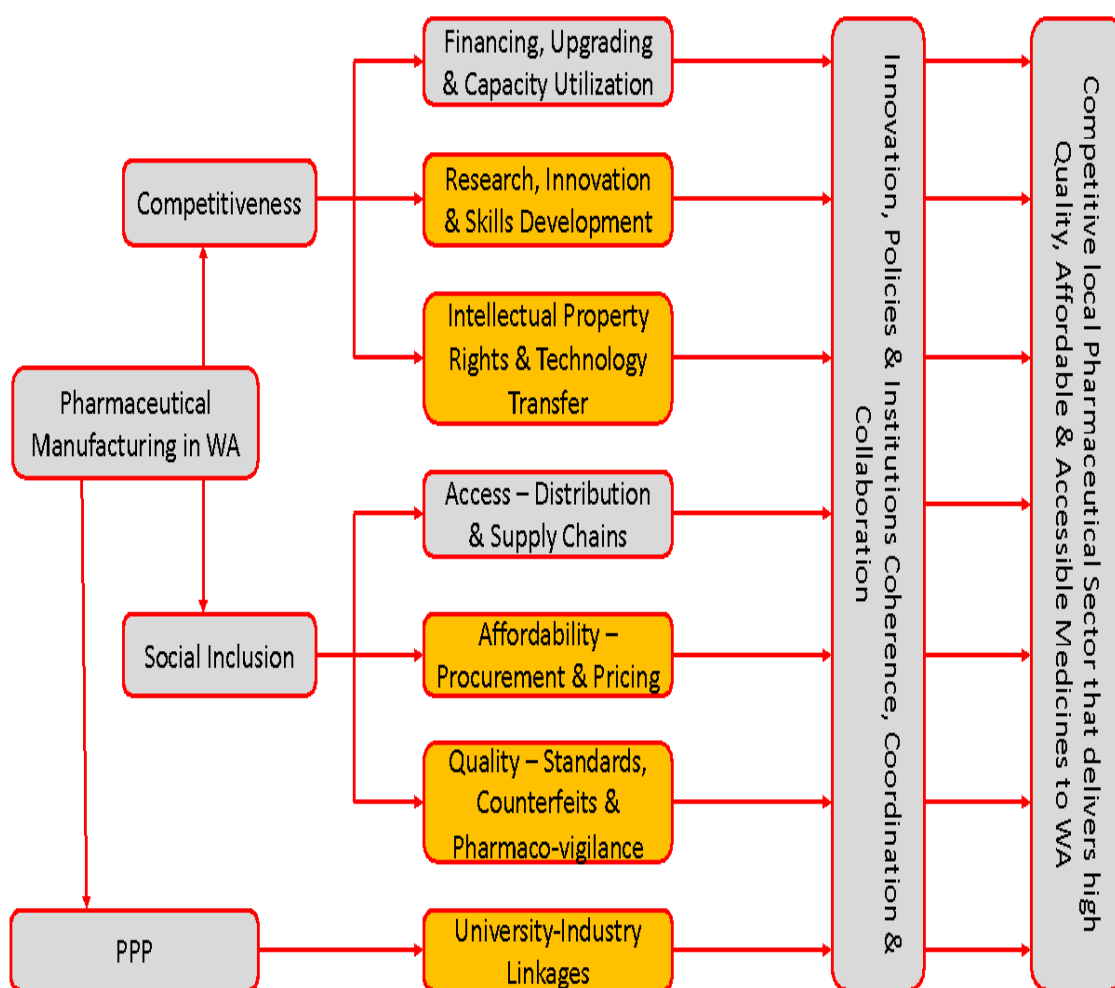 Financing, Upgrading
& Capacity Utilization
Competitiveness
Research, Innovation
& Skills Development
Intellectual Property
Rights & Technology
Transfer
Pharmaceutical
Manufacturing in WA
Access – Distribution
& Supply Chains
Social Inclusion
Affordability –
Procurement & Pricing
Quality – Standards,
Counterfeits &
Pharmaco-vigilance
PPP
University-Industry
Linkages
Innovation, Policies & Institutions Coherence, Coordination &
Collaboration
Competitive local Pharmaceutical Sector that delivers high
Quality, Affordable & Accessible Medicines to WA